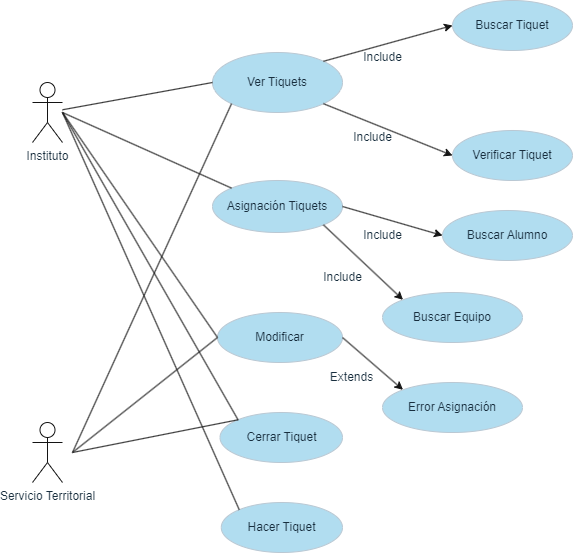 Buscar Tiquet
Include
Ver Tiquets
Include
Instituto
Verificar Tiquet
Asignación Tiquets
Include
Buscar Alumno
Include
Buscar Equipo
Modificar
Extends
Error Asignación
Cerrar Tiquet
Servicio Territorial
Hacer Tiquet